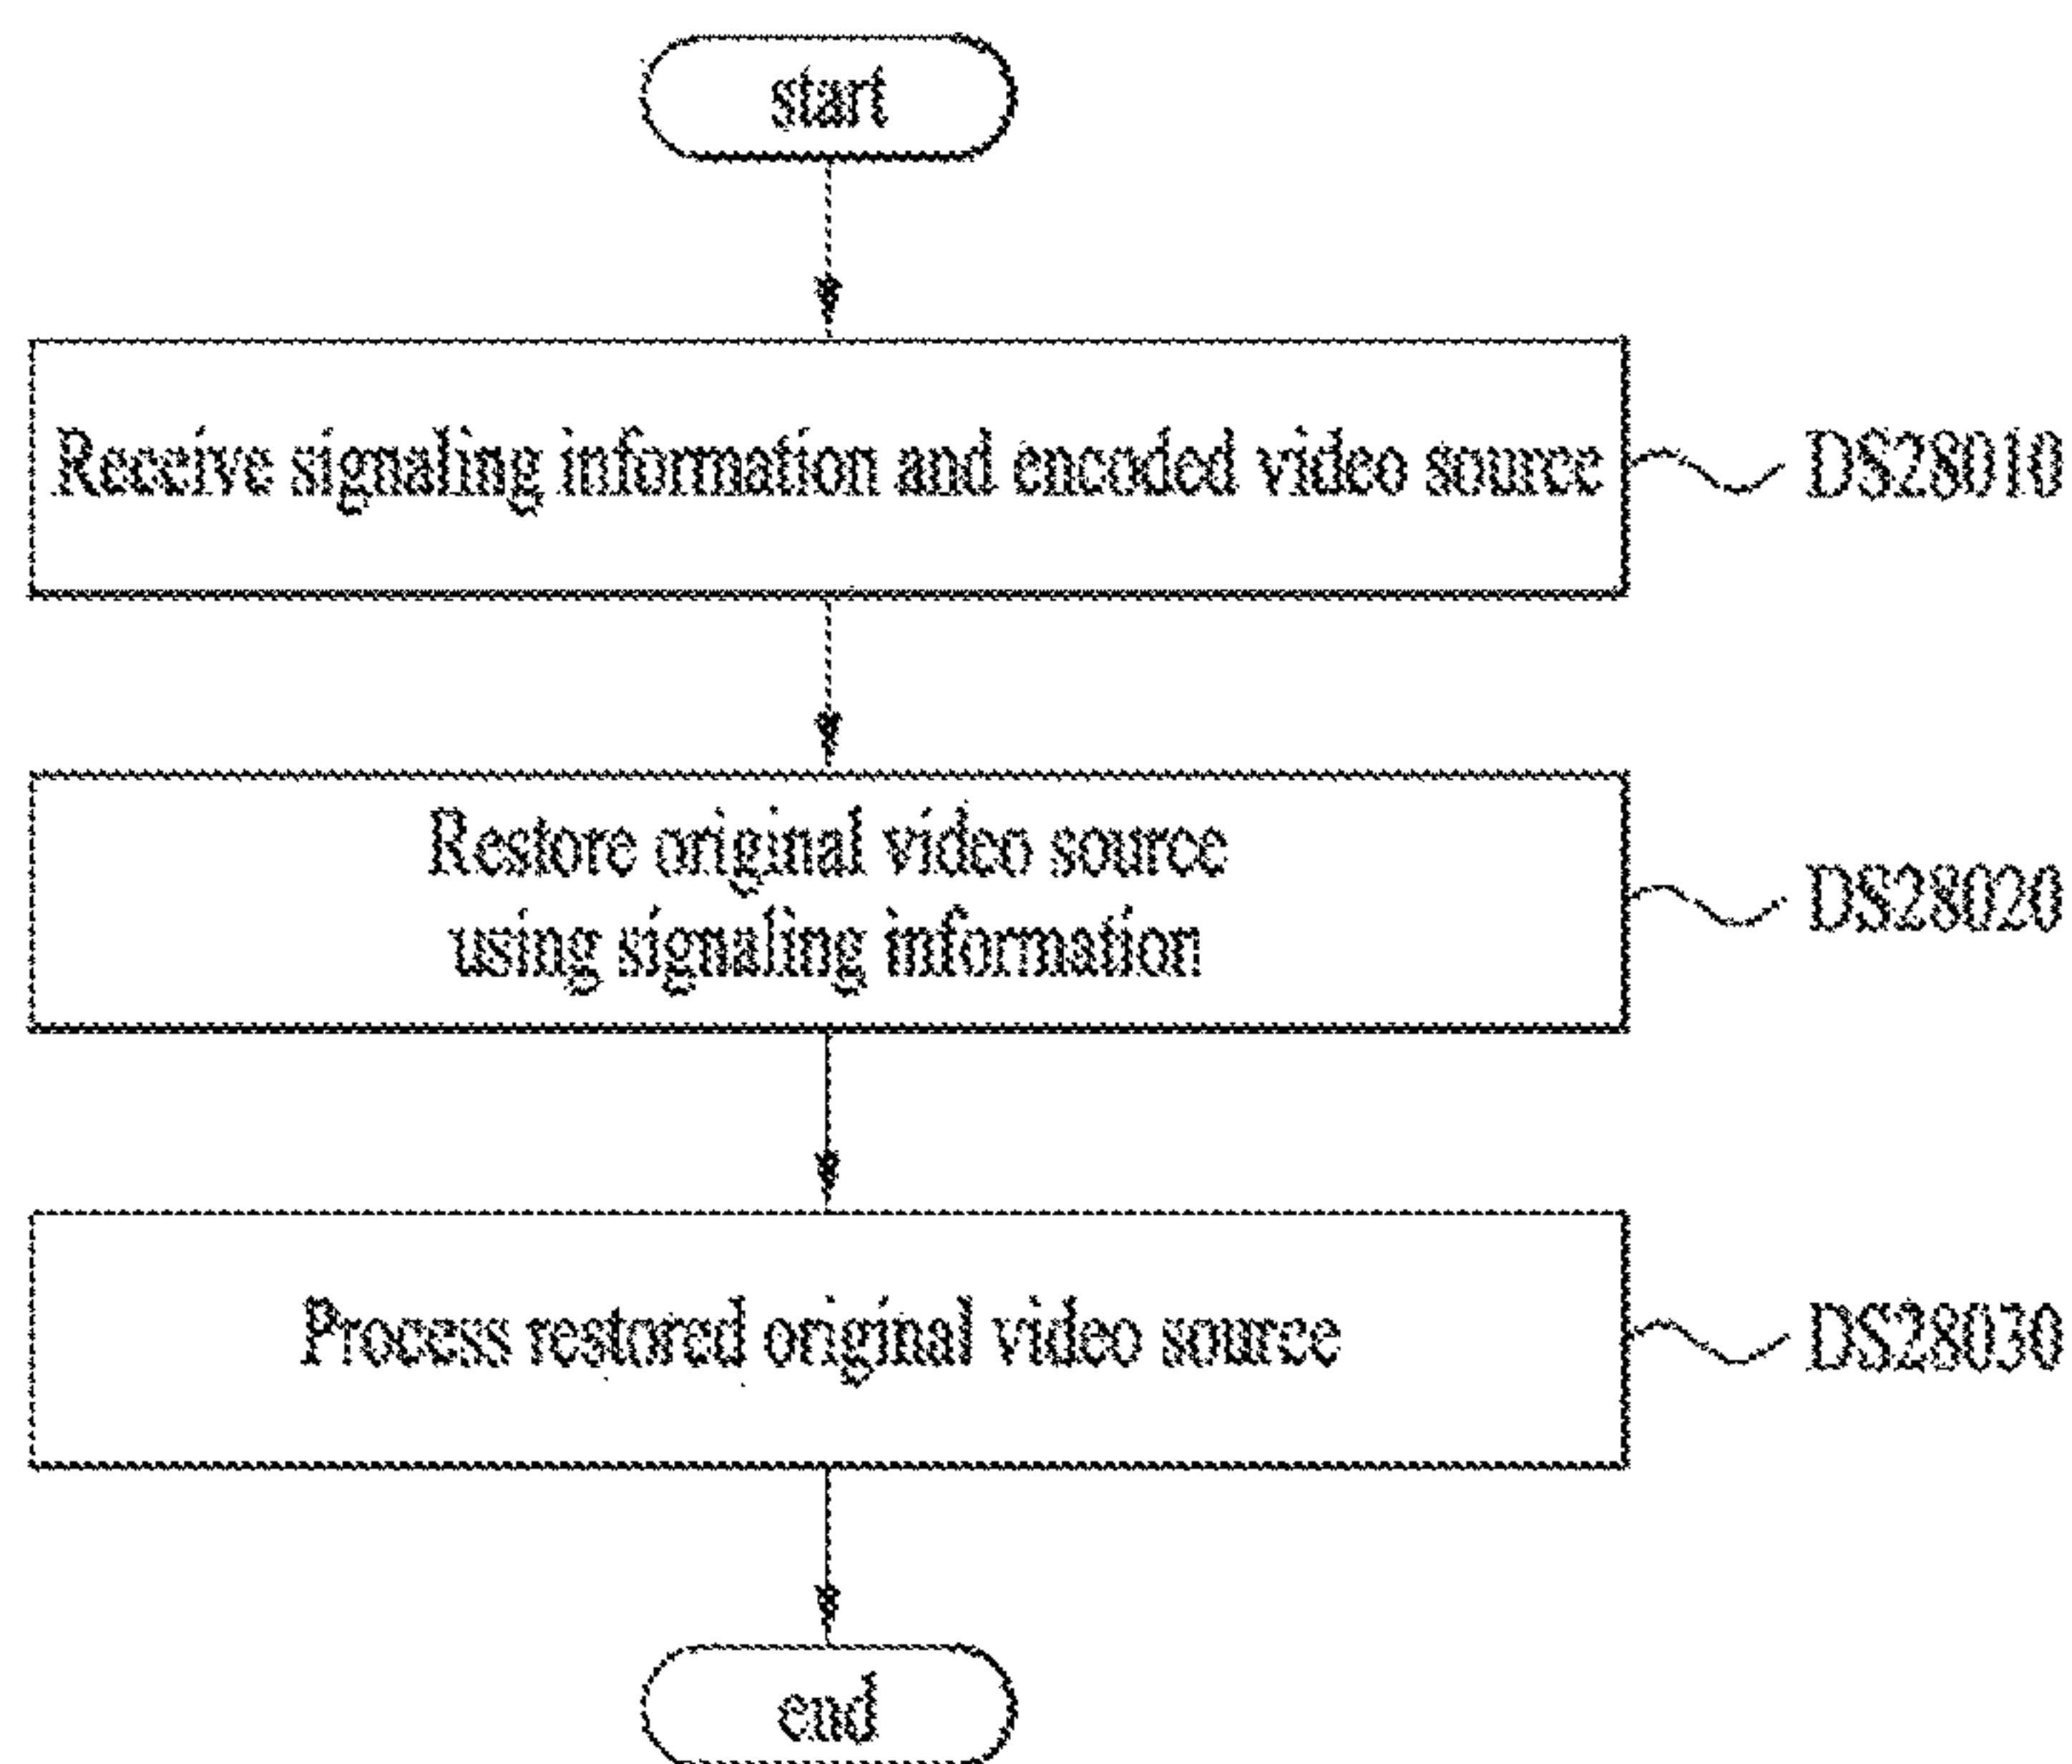 start
Receive signaling information and encoded video source
DS28010
Restore original video source
using signaling information
DS28020
Process restored original video source
DS28030
end